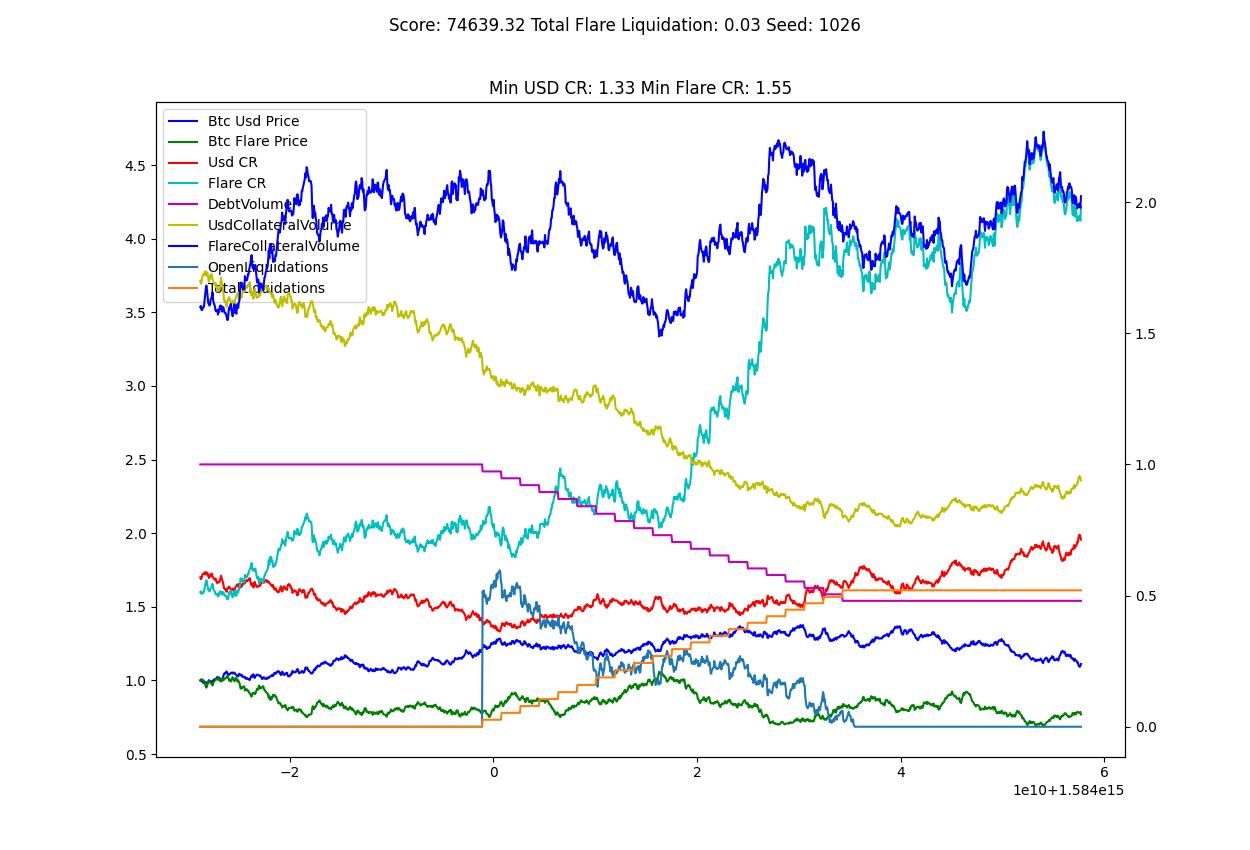 Score: 74639.32 Total Flare Liquidation: 0.03 Seed: 1026
Min USD CR: 1.33 Min Flare CR: 1.55
Btc Usd Price
Btc Flare Price
Usd CR
Flare CR
DebtVolume
UsdCollateralVolume
FlareCollateralVolume
OpenLiquidations
TotalLiquidations
4.5
4.0
3.5
3.0
2.5
2.0
1.5
1.0
0.5
2.0
1.5
1.0
0.5
0.0
−2
0
2
4
6
1e10+1.584e15